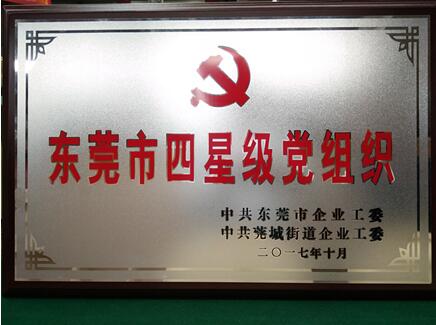 东莞市四星级党组织
中共东莞市企业工委
中共莞城街道企业工委
二〇一七年十月